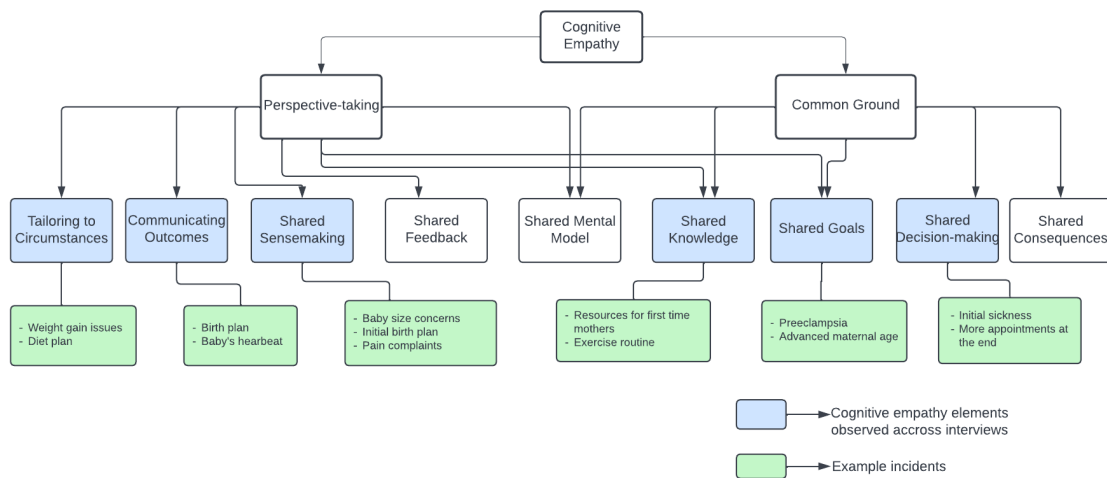 Cognitive
Empathy
Perspective-taking
Common Ground
Tailoring to
Circumstances
Communicating
Outcomes
Shared
Sensemaking
Shared
Feedback
Shared Mental
Model
Shared
Knowledge
Shared Goals
Shared
Decision-making
Shared
Consequences
- Weight gain issues
- Diet plan
- Birth plan
- Baby's hearbeat
- Baby size concerns
- Initial birth plan
- Pain complaints
- Resources for first time
mothers
- Exercise routine
- Preeclampsia
- Advanced maternal age
- Initial sickness
- More appointments at
the end
Cognitive empathy elements
observed accross interviews
Example incidents